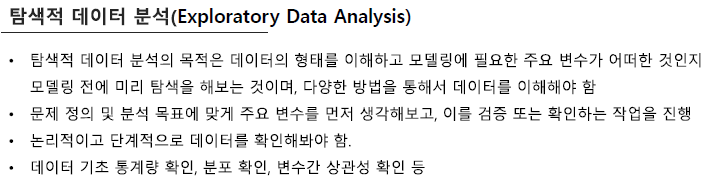 탐색적 데이터 분석(Exploratory Data Analysis)
• 탐색적 데이터 분석의 목적은 데이터의 형태를 이해하고 모델링에 필요한 주요 변수가 어떠한 것인지
모델링 전에 미리 탐색을 해보는 것이며, 다양한 방법을 통해서 데이터를 이해해야 함
• 문제 정의 및 분석 목표에 맞게 주요 변수를 먼저 생각해보고, 이를 검증 또는 확인하는 작업을 진행
• 논리적이고 단계적으로 데이터를 확인해봐야 함.
• 데이터 기초 통계량 확인, 분포 확인, 변수간 상관성 확인 등